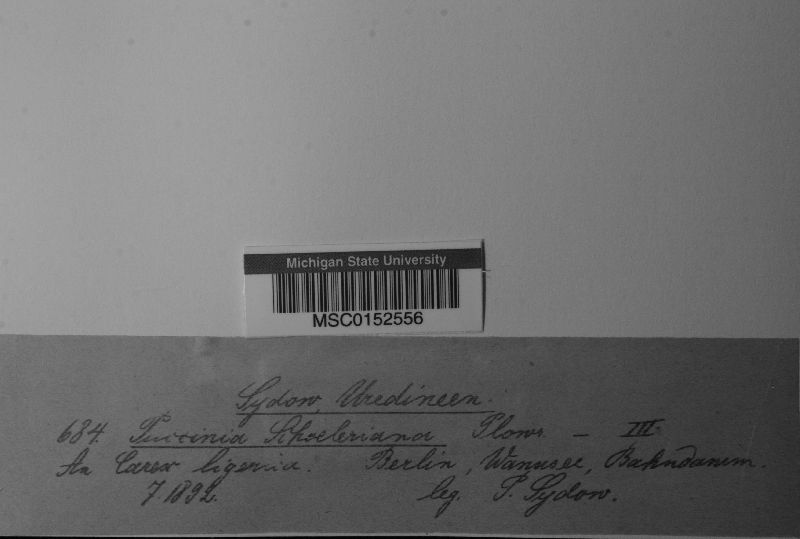 Michigan State University
MSC0152556
Sydow, Uredineen.
684. Puccinia Schoeleriana Plowr. — III.
An Carex ligerica. Berlin, Wannsee, Bahndamm.
7. 1892. leg. P. Sydow.